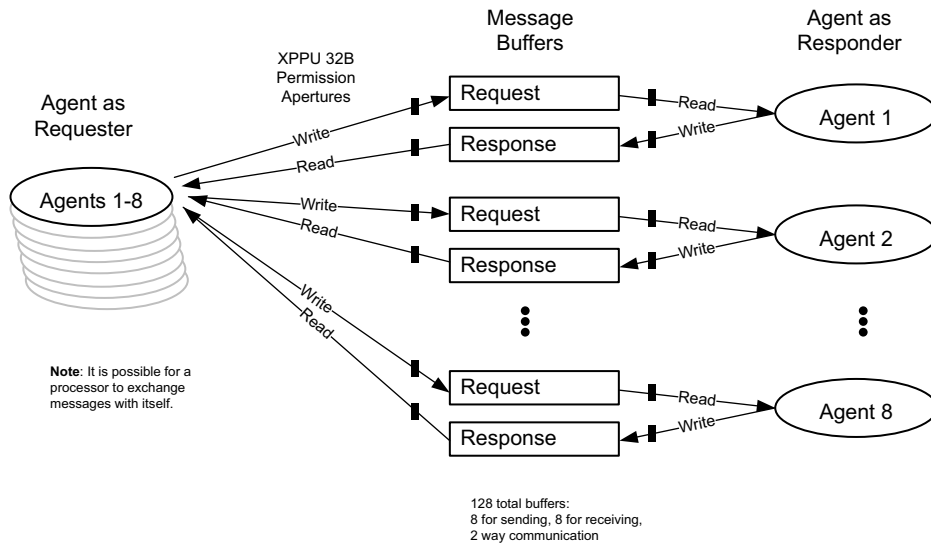 Message
Buffers
Agent as
Responder
XPPU 32B
Permission
Apertures
Agent as
Requester
Agents 1-8
Write
Read
Request
Response
Read
Write
Agent 1
Write
Read
Request
Response
Read
Write
Agent 2
Write
Read
Request
Response
Read
Write
Agent 8
Note: It is possible for a
processor to exchange
messages with itself.
128 total buffers:
8 for sending, 8 for receiving,
2 way communication